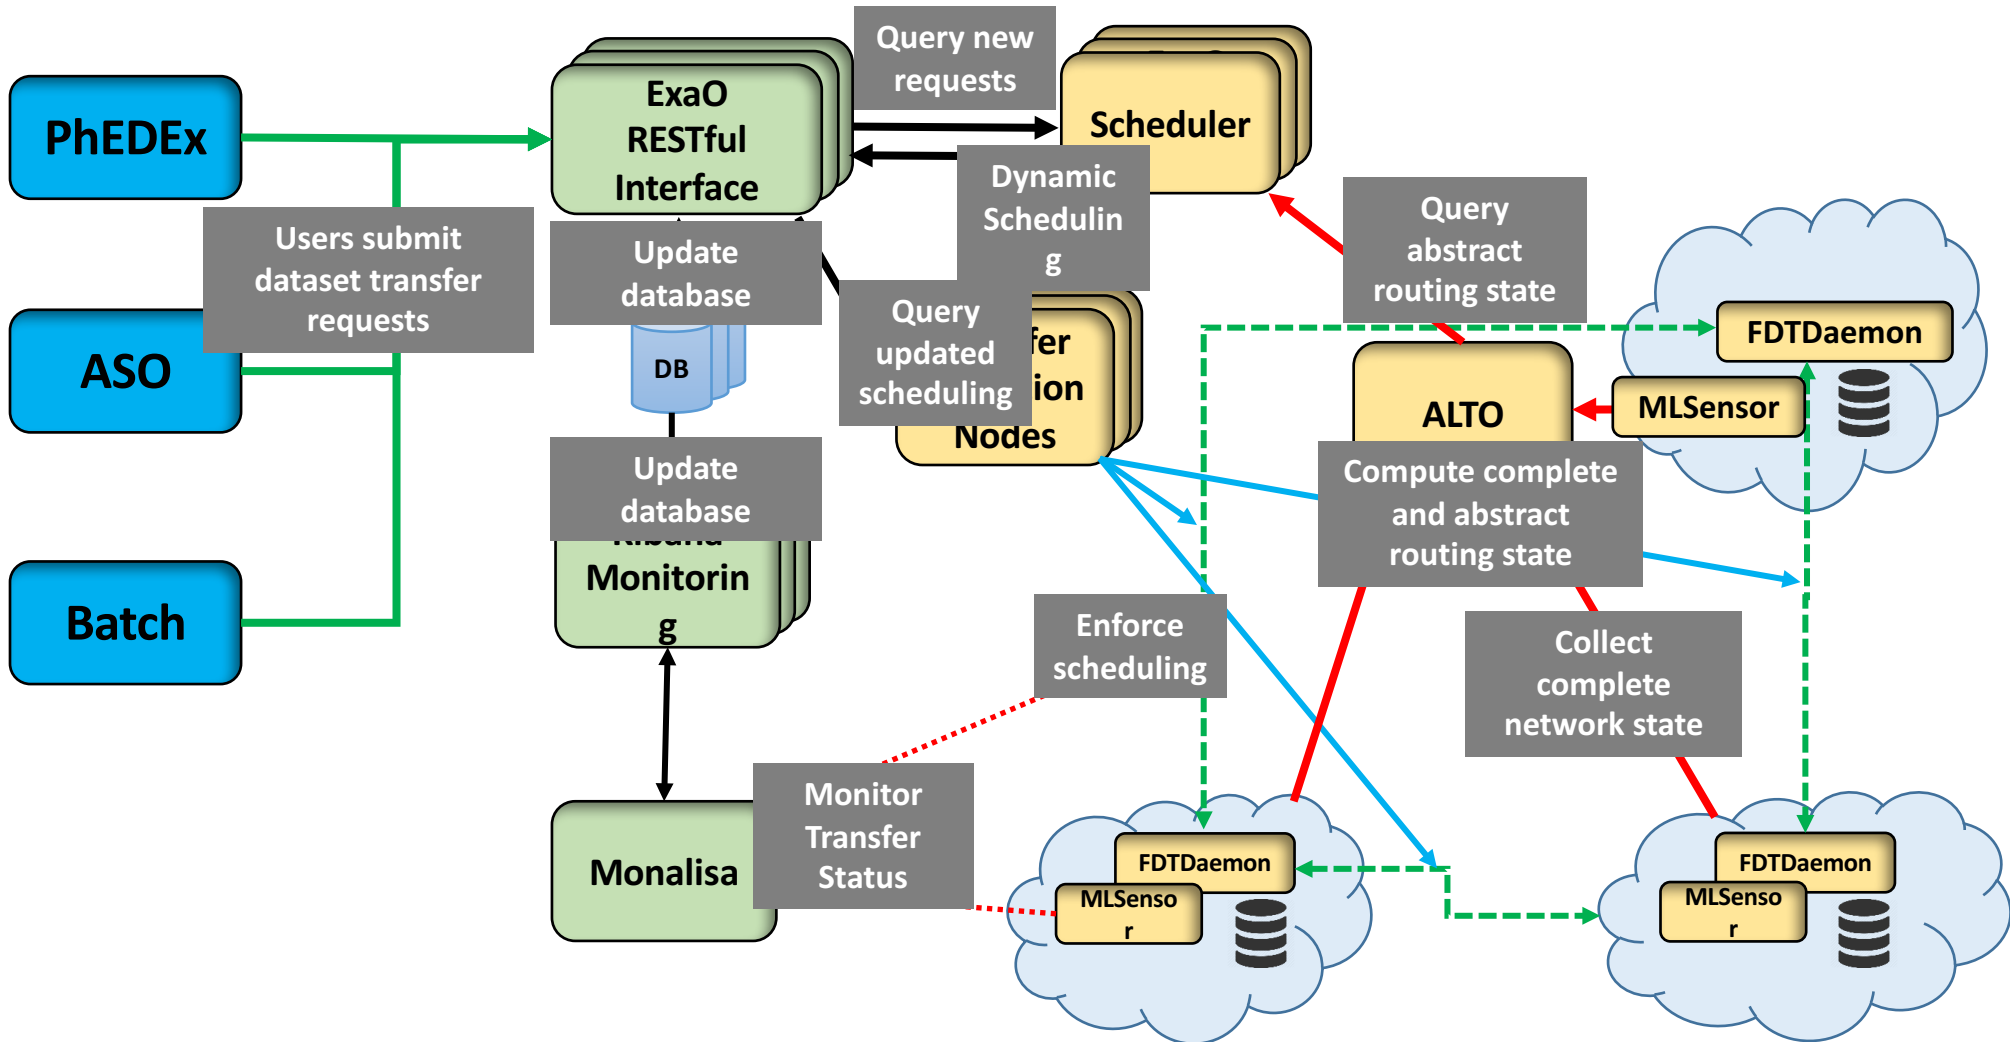 PhEDEx
ASO
Batch
Users submit
dataset transfer
requests
ExaO
RESTful
Interface
Query new
requests
Scheduler
Dynamic
Schedulin
g
Update
database
DB
Query
updated
scheduling
Nodes
Update
database
Monitorin
g
Monalisa
Monitor
Transfer
Status
Enforce
scheduling
Query
abstract
routing state
ALTO
Compute complete
and abstract
routing state
Collect
complete
network state
FDTDaemon
MLSensor
FDTDaemon
MLSenso
r
FDTDaemon
MLSenso
r